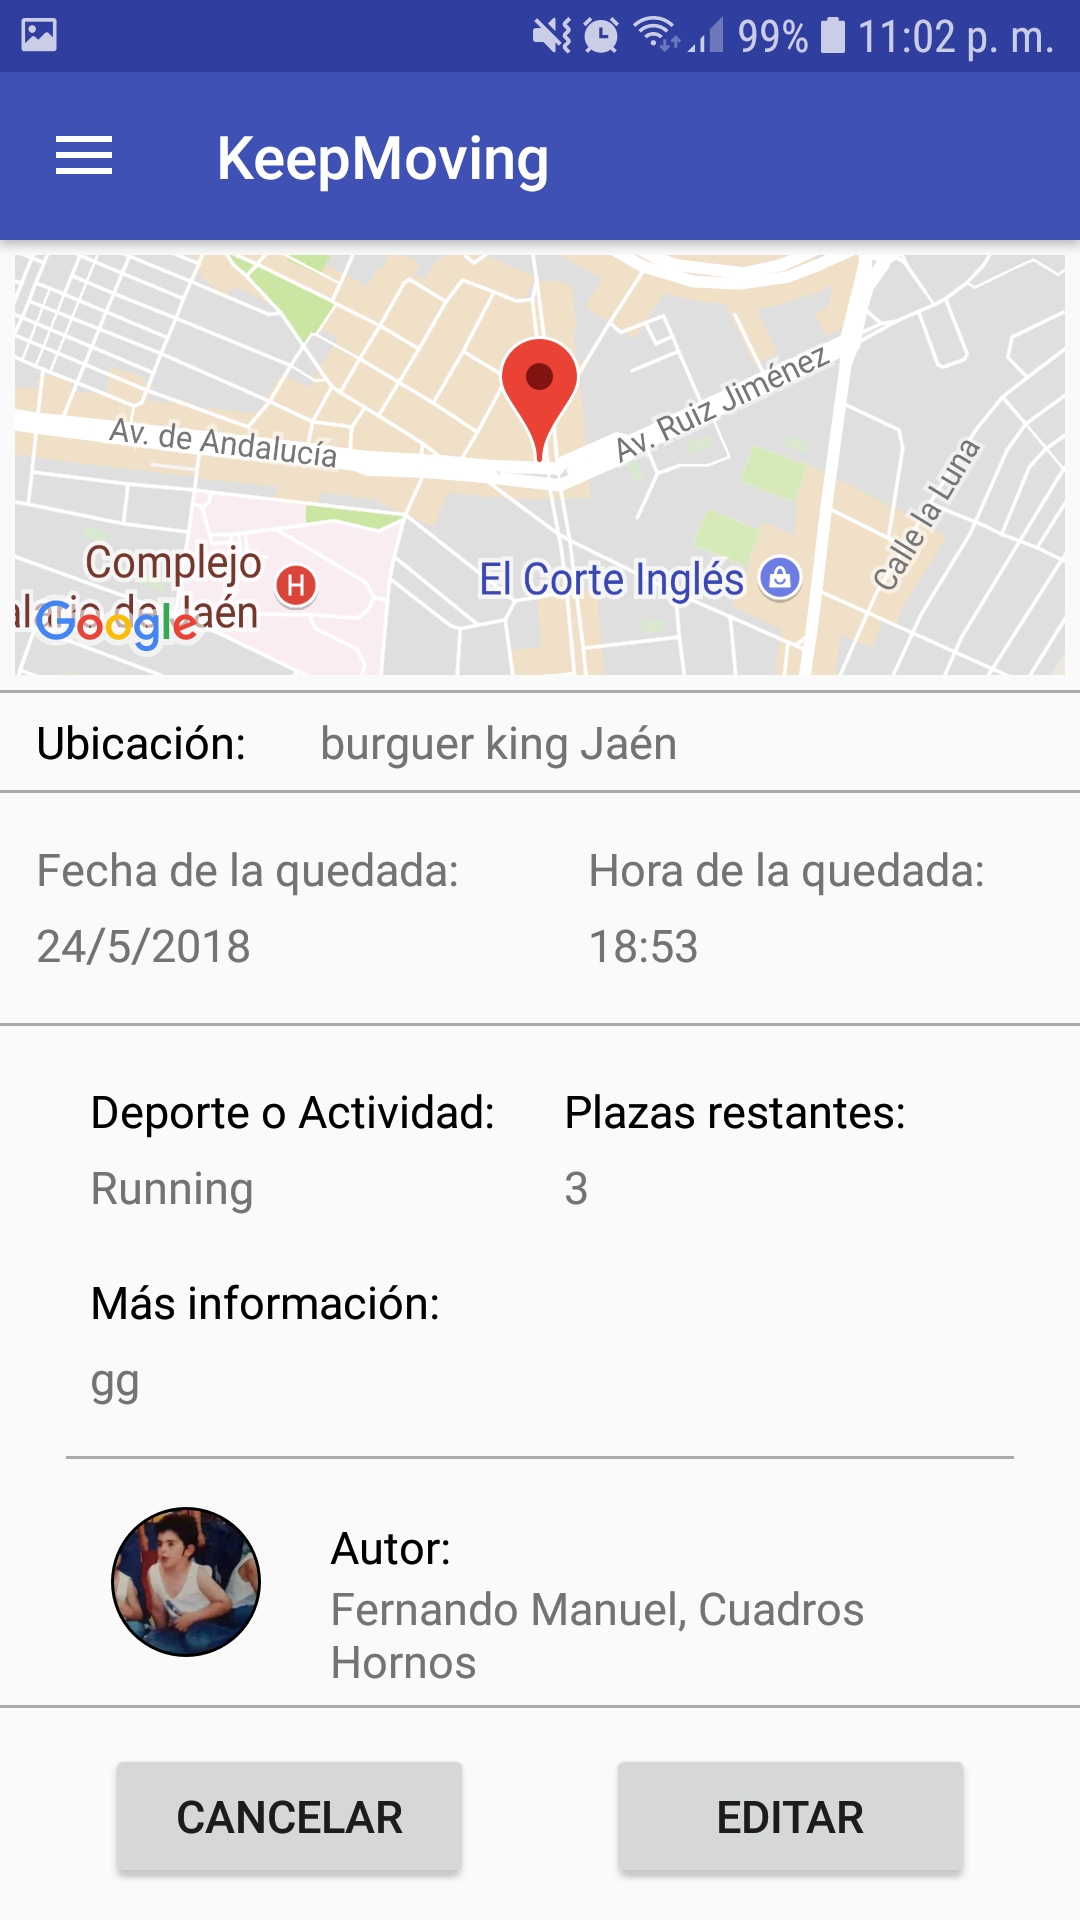 99% 11:02 p. m.
KeepMoving
Av. de Andalucía
Av. Ruiz Jiménez
Calle la Luna
Complejo
H
El Corte Inglés
Google
Ubicación: burguer king Jaén
Fecha de la quedada: Hora de la quedada:
24/5/2018 18:53
Deporte o Actividad: Plazas restantes:
Running 3
Más información:
gg
Autor:
Fernando Manuel, Cuadros
Hornos
CANCELAR EDITAR